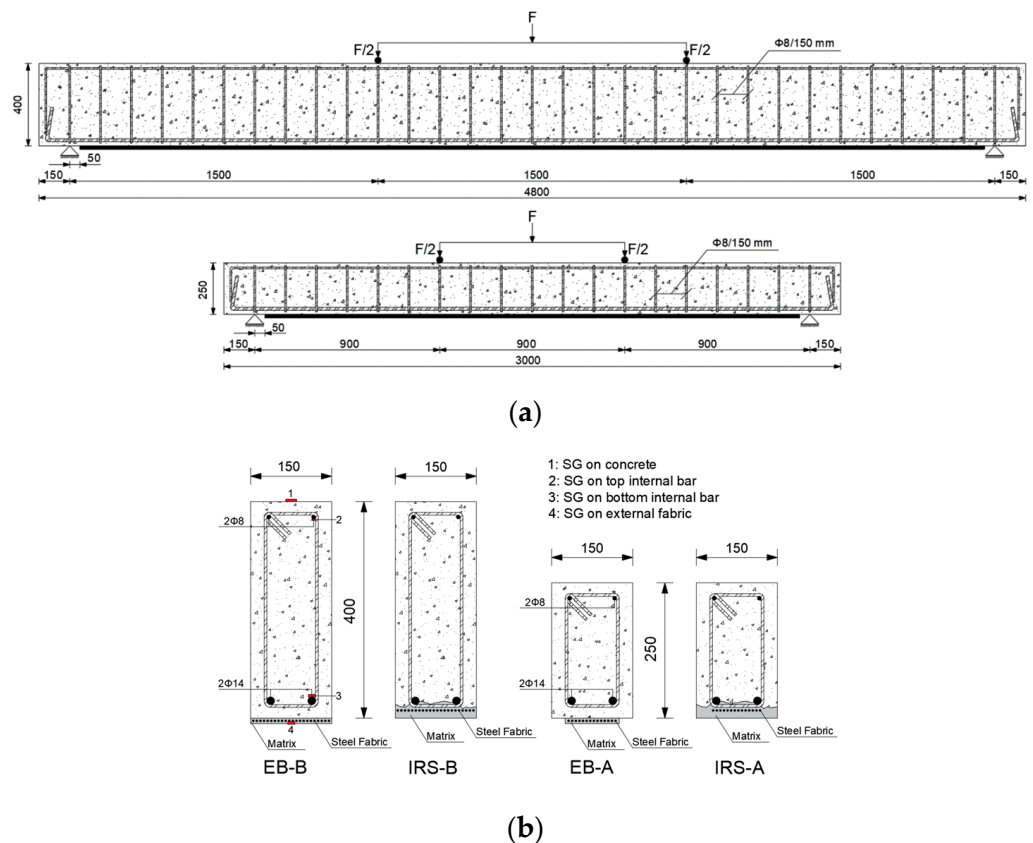 F
F/2 F/2 Φ8/150 mm
400
50
150 1500 1500 1500 150
4800
F
F/2 F/2 Φ8/150 mm
250
50
150 900 900 900 150
3000
(a)
150 150
1: SG on concrete
2: SG on top internal bar
3: SG on bottom internal bar
4: SG on external fabric
1
2Φ8 2
400
2Φ14 3
4
Matrix Steel Fabric Matrix Steel Fabric
EB-B IRS-B
150 150
2Φ8
250
2Φ14
Matrix Steel Fabric Matrix Steel Fabric
EB-A IRS-A
(b)